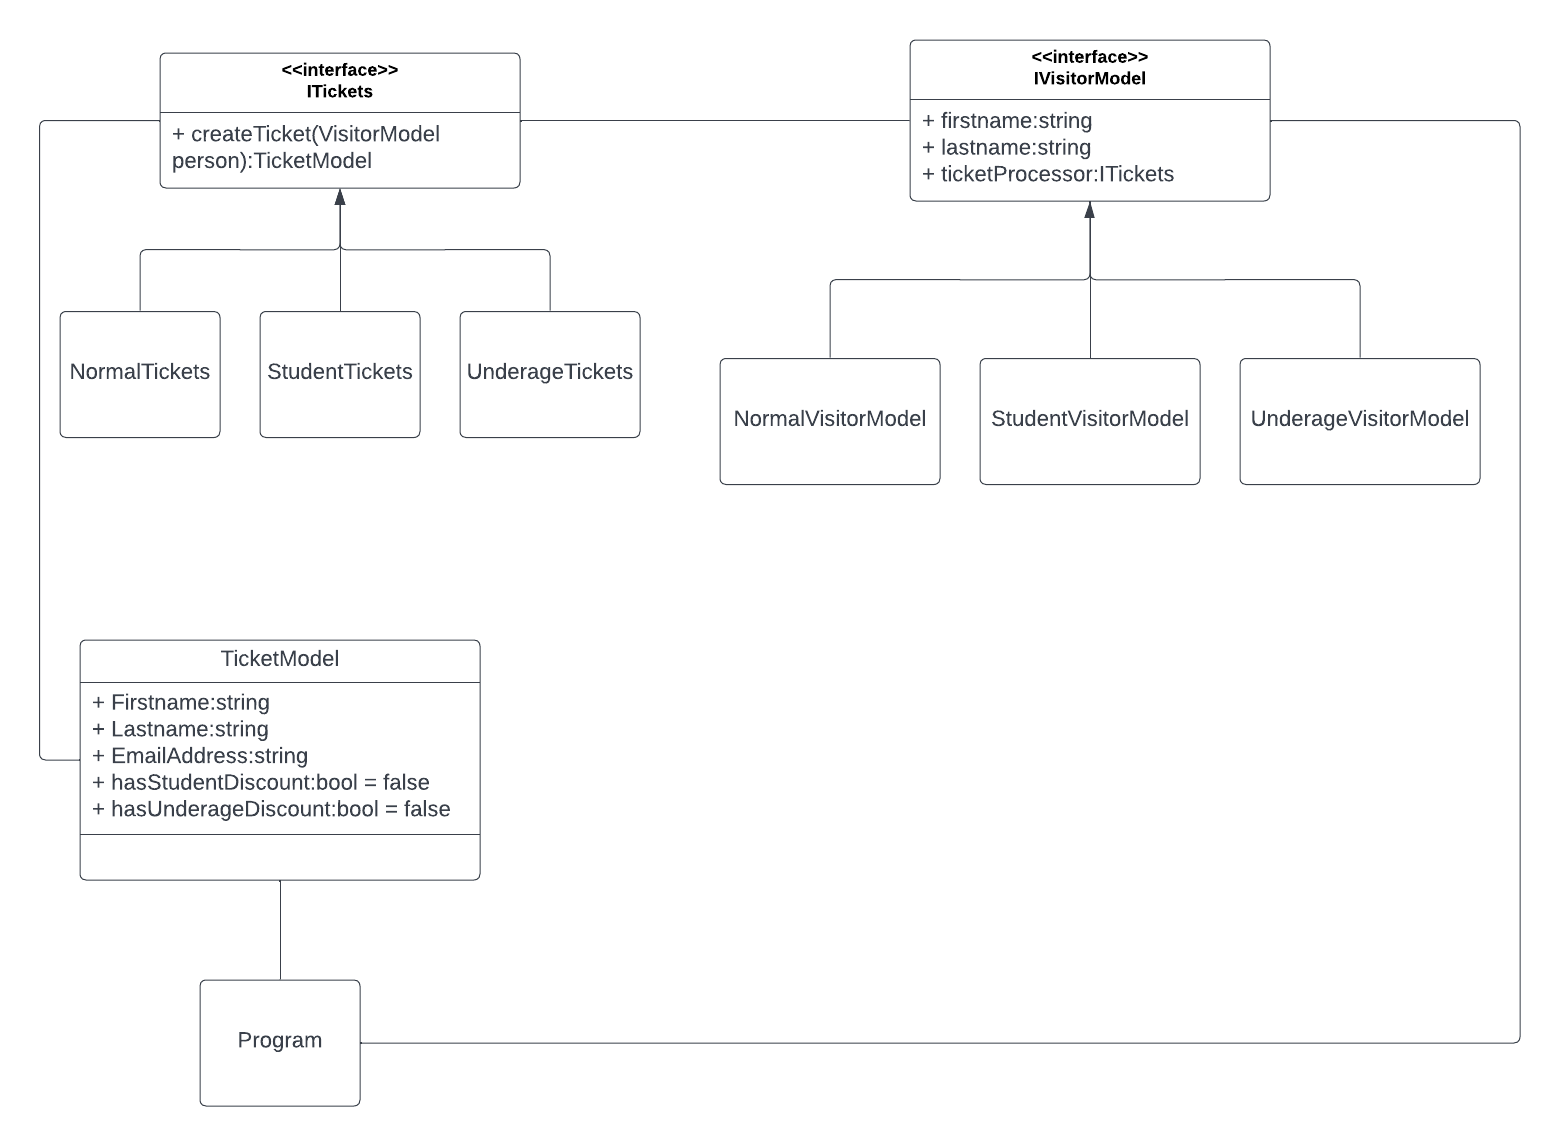 <<interface>>
ITickets
+ createTicket(VisitorModel
person):TicketModel
<<interface>>
IVisitorModel
+ firstname:string
+ lastname:string
+ ticketProcessor:ITickets
NormalTickets
StudentTickets
UnderageTickets
NormalVisitorModel
StudentVisitorModel
UnderageVisitorModel
TicketModel
+ Firstname:string
+ Lastname:string
+ EmailAddress:string
+ hasStudentDiscount:bool = false
+ hasUnderageDiscount:bool = false
Program